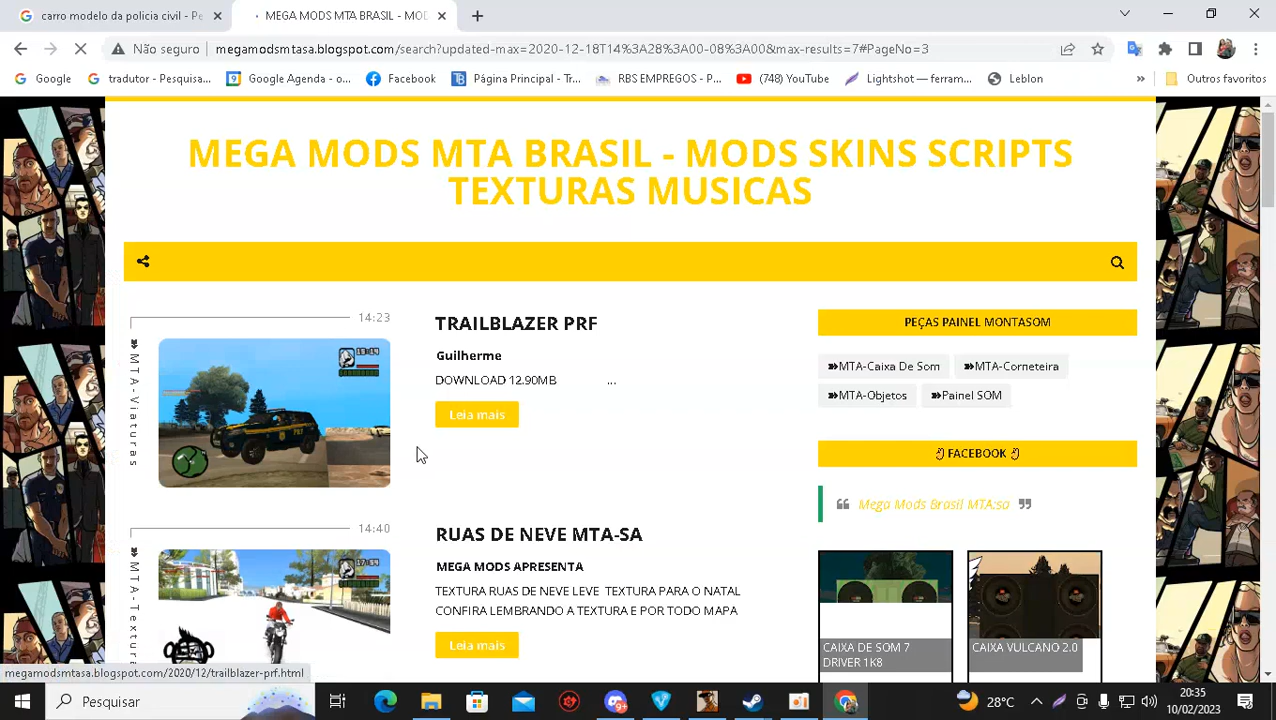 carro modelo da policia civil - Pe
MEGA MODS MTA BRASIL - MOD
Não seguro
megamodsmtasa.blogspot.com/search?updated-max=2020-12-18T14%3A28%3A00-08%3A00&max-results=7#PageNo=3
Google
tradutor - Pesquisa...
Google Agenda - o...
Facebook
Página Principal - Tr...
RBS EMPREGOS - P...
(748) YouTube
Lightshot — ferram...
Leblon
»
Outros favoritos
MEGA MODS MTA BRASIL - MODS SKINS SCRIPTS
TEXTURAS MUSICAS
14:23
MTA-Viaturas
TRAILBLAZER PRF
Guilherme
DOWNLOAD 12.90MB ...
Leia mais
14:40
MTA-Textura
RUAS DE NEVE MTA-SA
MEGA MODS APRESENTA
TEXTURA RUAS DE NEVE LEVE TEXTURA PARA O NATAL
CONFIRA LEMBRANDO A TEXTURA E POR TODO MAPA
Leia mais
PEÇAS PAINEL MONTASOM
MTA-Caixa De Som
MTA-Corneteira
MTA-Objetos
Painel SOM
FACEBOOK
Mega Mods Brasil MTA:sa
CAIXA DE SOM 7
DRIVER 1K8
CAIXA VULCANO 2.0
megamodsmtasa.blogspot.com/2020/12/trailblazer-prf.html
Pesquisar
28°C
20:35
10/02/2023